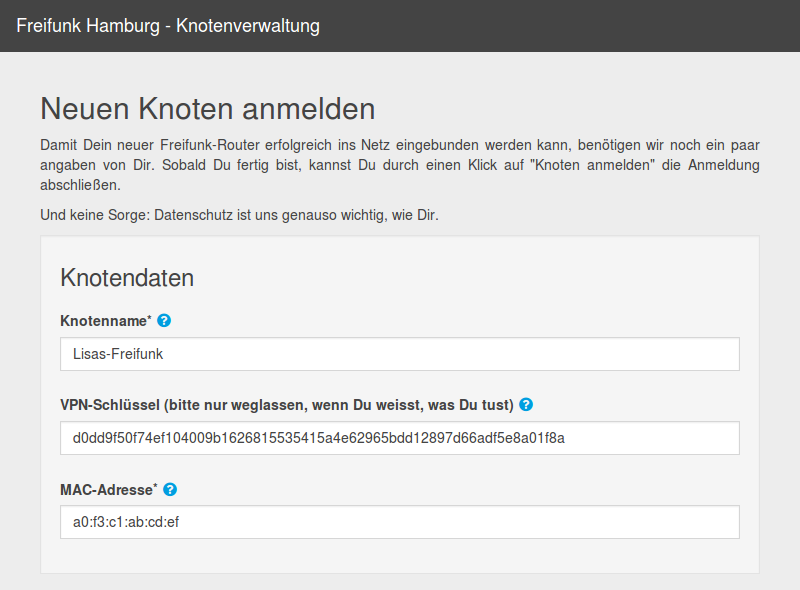 Freifunk Hamburg - Knotenverwaltung
Neuen Knoten anmelden
Damit Dein neuer Freifunk-Router erfolgreich ins Netz eingebunden werden kann, benötigen wir noch ein paar
angaben von Dir. Sobald Du fertig bist, kannst Du durch einen Klick auf "Knoten anmelden" die Anmeldung
abschließen.
Und keine Sorge: Datenschutz ist uns genauso wichtig, wie Dir.
Knotendaten
Knotenname* ?
Lisas-Freifunk
VPN-Schlüssel (bitte nur weglassen, wenn Du weisst, was Du tust) ?
d0dd9f50f74ef104009b1626815535415a4e62965bdd12897d66adf5e8a01f8a
MAC-Adresse* ?
a0:f3:c1:ab:cd:ef